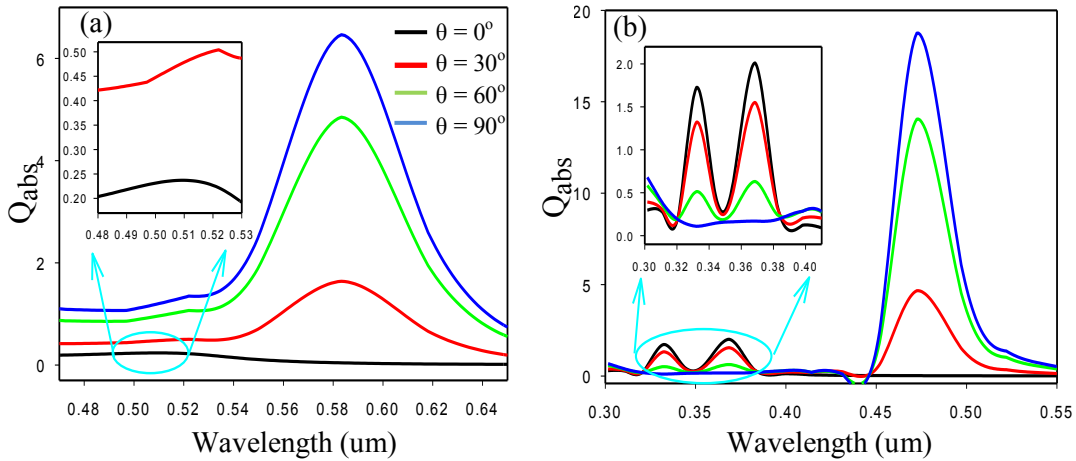 (a)
θ = 0º
θ = 30º
θ = 60º
θ = 90º
0.50
0.45
0.40
0.35
0.30
0.25
0.20
0.48 0.49 0.50 0.51 0.52 0.53
Qabs
6
4
2
0
0.48 0.50 0.52 0.54 0.56 0.58 0.60 0.62 0.64
Wavelength (um)
(b)
2.0
1.5
1.0
0.5
0.0
0.30 0.32 0.34 0.36 0.38 0.40
Qabs
20
15
10
5
0
0.30 0.35 0.40 0.45 0.50 0.55
Wavelength (um)